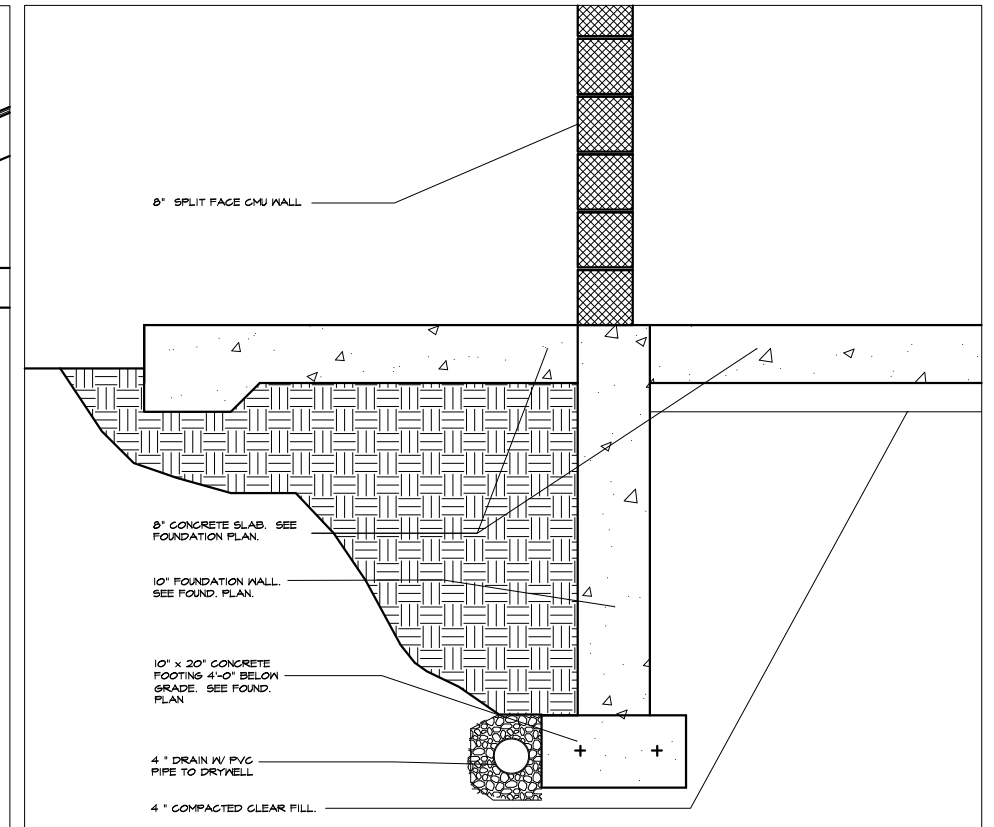 8" SPLIT FACE CMU WALL
8" CONCRETE SLAB. SEE
FOUNDATION PLAN.
10" FOUNDATION WALL.
SEE FOUND. PLAN.
10" x 20" CONCRETE
FOOTING 4'-0" BELOW
GRADE. SEE FOUND.
PLAN
4 " DRAIN W/ PVC
PIPE TO DRYWELL
4 " COMPACTED CLEAR FILL.